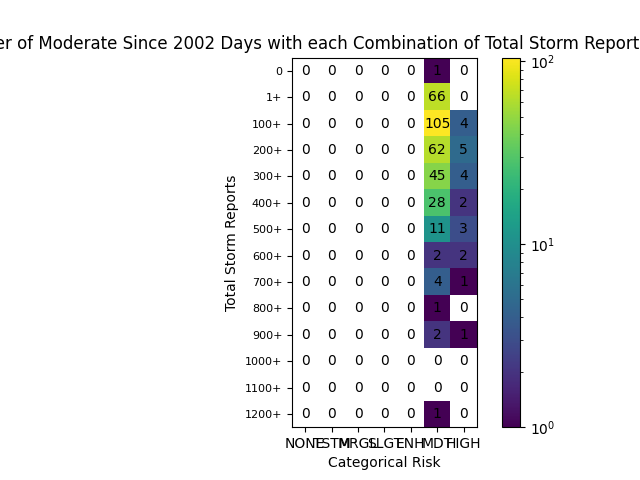 er of Moderate Since 2002 Days with each Combination of Total Storm Report
0 0 0 0 0 0 1 0
1+ 0 0 0 0 0 66 0
100+ 0 0 0 0 0 105 4
200+ 0 0 0 0 0 62 5
300+ 0 0 0 0 0 45 4
400+ 0 0 0 0 0 28 2
500+ 0 0 0 0 0 11 3
600+ 0 0 0 0 0 2 2
700+ 0 0 0 0 0 4 1
800+ 0 0 0 0 0 1 0
900+ 0 0 0 0 0 2 1
1000+ 0 0 0 0 0 0 0
1100+ 0 0 0 0 0 0 0
1200+ 0 0 0 0 0 1 0
NONE TSTM MRGL SLGT ENH MDT HIGH
Categorical Risk
Total Storm Reports
10²
10¹
10⁰